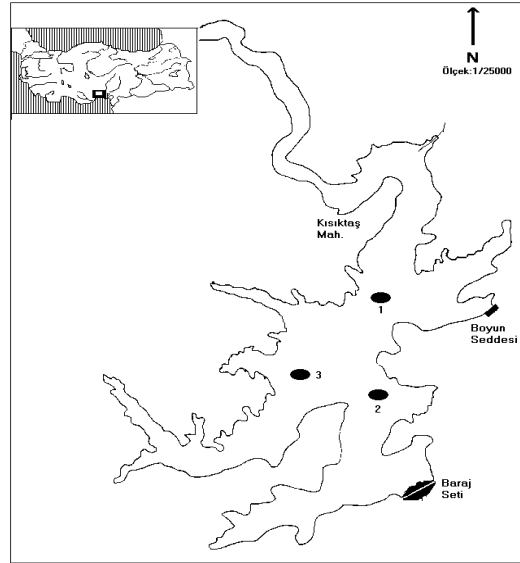 N
Ölçek:1/25000
Kısıktaş
Mah.
1
Boyun
Seddesi
3
2
Baraj
Seti